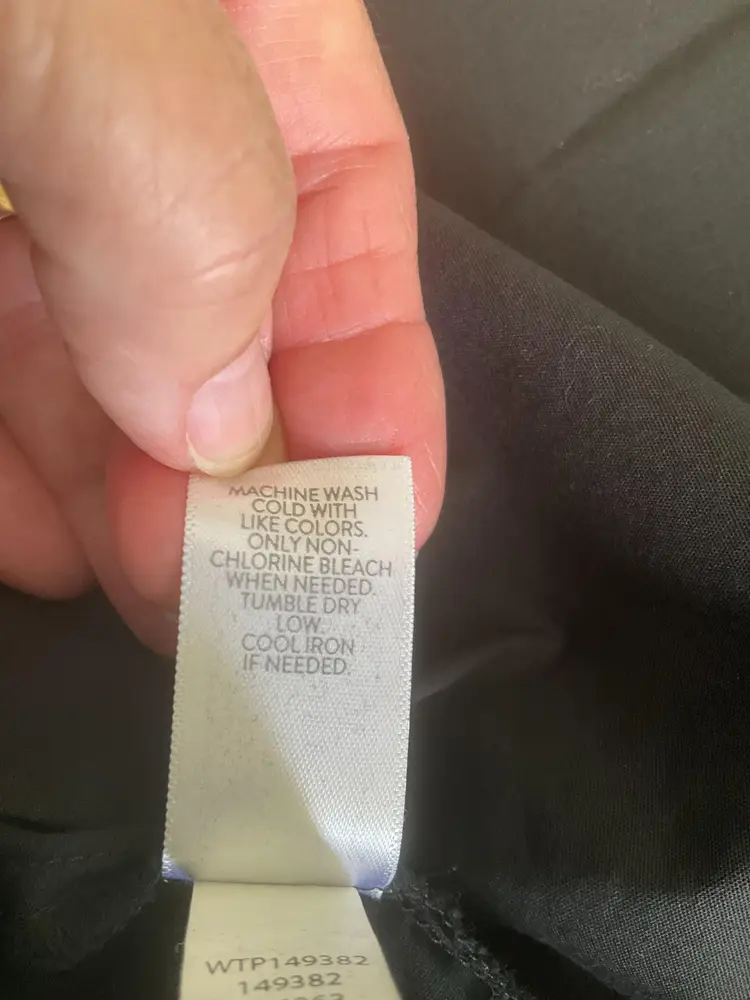 MACHINE WASH
COLD WITH
LIKE COLORS.
ONLY NON-
CHLORINE BLEACH
WHEN NEEDED.
TUMBLE DRY
LOW.
COOL IRON
IF NEEDED.
WTP149382
149382